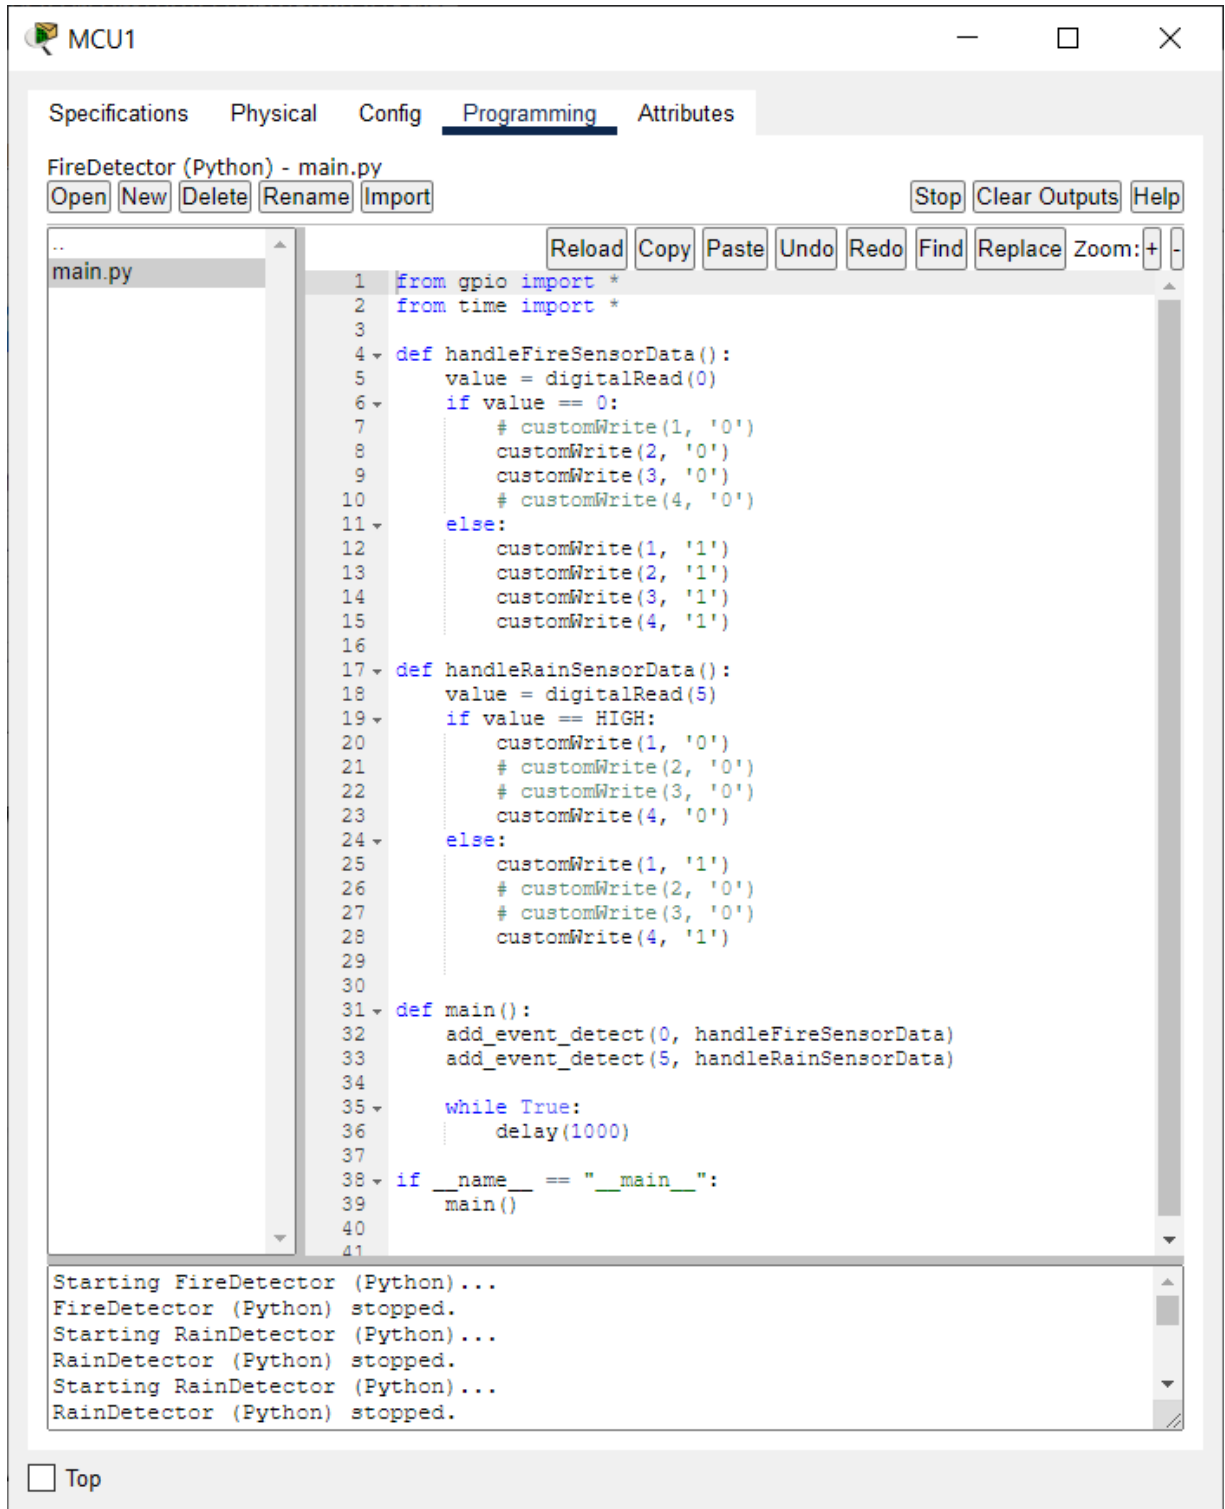 MCU1
Specifications Physical Config Programming Attributes
FireDetector (Python) - main.py
Open New Delete Rename Import Stop Clear Outputs Help
Reload Copy Paste Undo Redo Find Replace Zoom: + -
..
main.py
1 from gpio import *
2 from time import *
3
4 def handleFireSensorData():
5     value = digitalRead(0)
6     if value == 0:
7         # customWrite(1, '0')
8         customWrite(2, '0')
9         customWrite(3, '0')
10         # customWrite(4, '0')
11     else:
12         customWrite(1, '1')
13         customWrite(2, '1')
14         customWrite(3, '1')
15         customWrite(4, '1')
16
17 def handleRainSensorData():
18     value = digitalRead(5)
19     if value == HIGH:
20         customWrite(1, '0')
21         # customWrite(2, '0')
22         # customWrite(3, '0')
23         customWrite(4, '0')
24     else:
25         customWrite(1, '1')
26         # customWrite(2, '0')
27         # customWrite(3, '0')
28         customWrite(4, '1')
29
30
31 def main():
32     add_event_detect(0, handleFireSensorData)
33     add_event_detect(5, handleRainSensorData)
34
35     while True:
36         delay(1000)
37
38 if __name__ == "__main__":
39     main()
40
41
Starting FireDetector (Python)...
FireDetector (Python) stopped.
Starting RainDetector (Python)...
RainDetector (Python) stopped.
Starting RainDetector (Python)...
RainDetector (Python) stopped.
Top